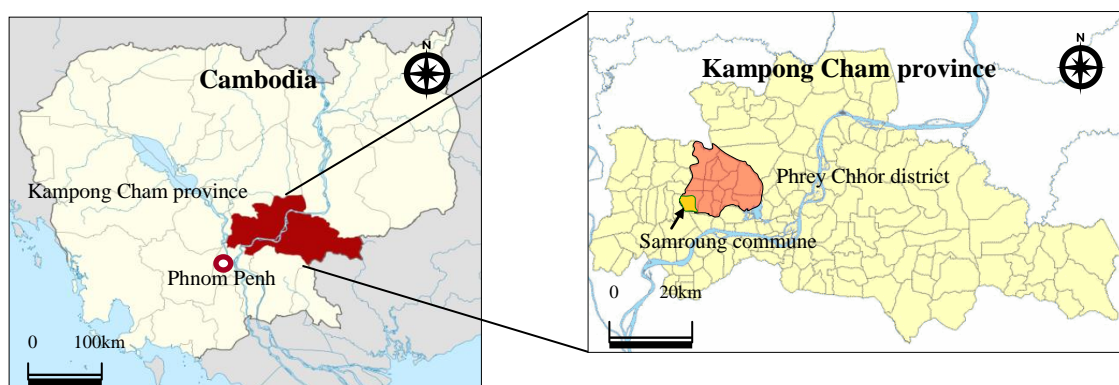 N
Cambodia
Kampong Cham province
Phnom Penh
0 100km
N
Kampong Cham province
Phrey Chhor district
Samroung commune
0 20km